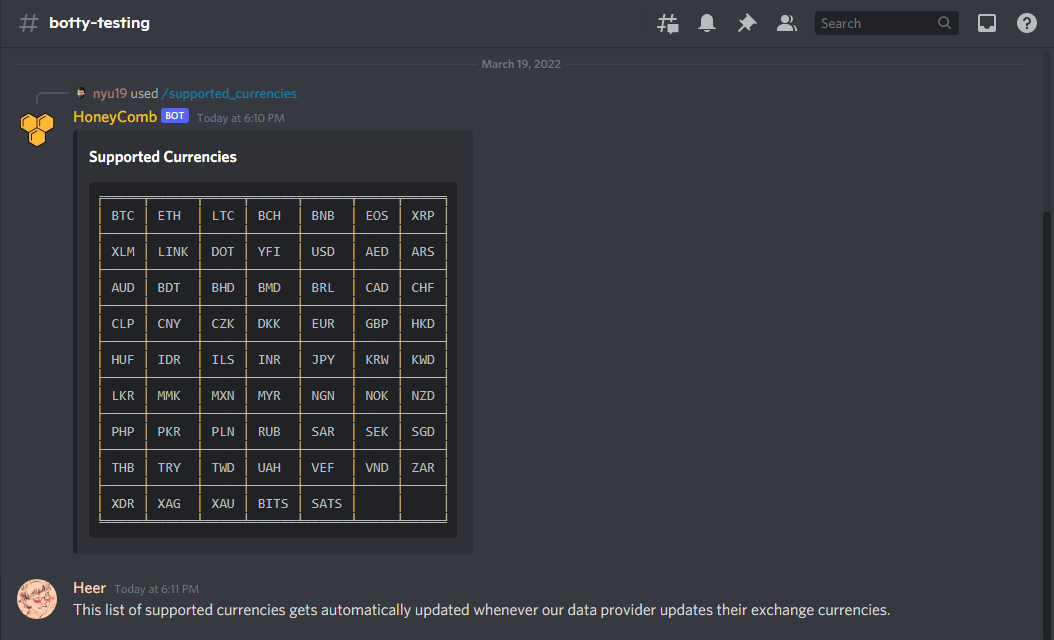 botty-testing
Search
March 19, 2022
nyu19 used /supported_currencies
HoneyComb BOT Today at 6:10 PM
Supported Currencies
BTC ETH LTC BCH BNB EOS XRP
XLM LINK DOT YFI USD AED ARS
AUD BDT BHD BMD BRL CAD CHF
CLP CNY CZK DKK EUR GBP HKD
HUF IDR ILS INR JPY KRW KWD
LKR MMK MXN MYR NGN NOK NZD
PHP PKR PLN RUB SAR SEK SGD
THB TRY TWD UAH VEF VND ZAR
XDR XAG XAU BITS SATS
Heer Today at 6:11 PM
This list of supported currencies gets automatically updated whenever our data provider updates their exchange currencies.